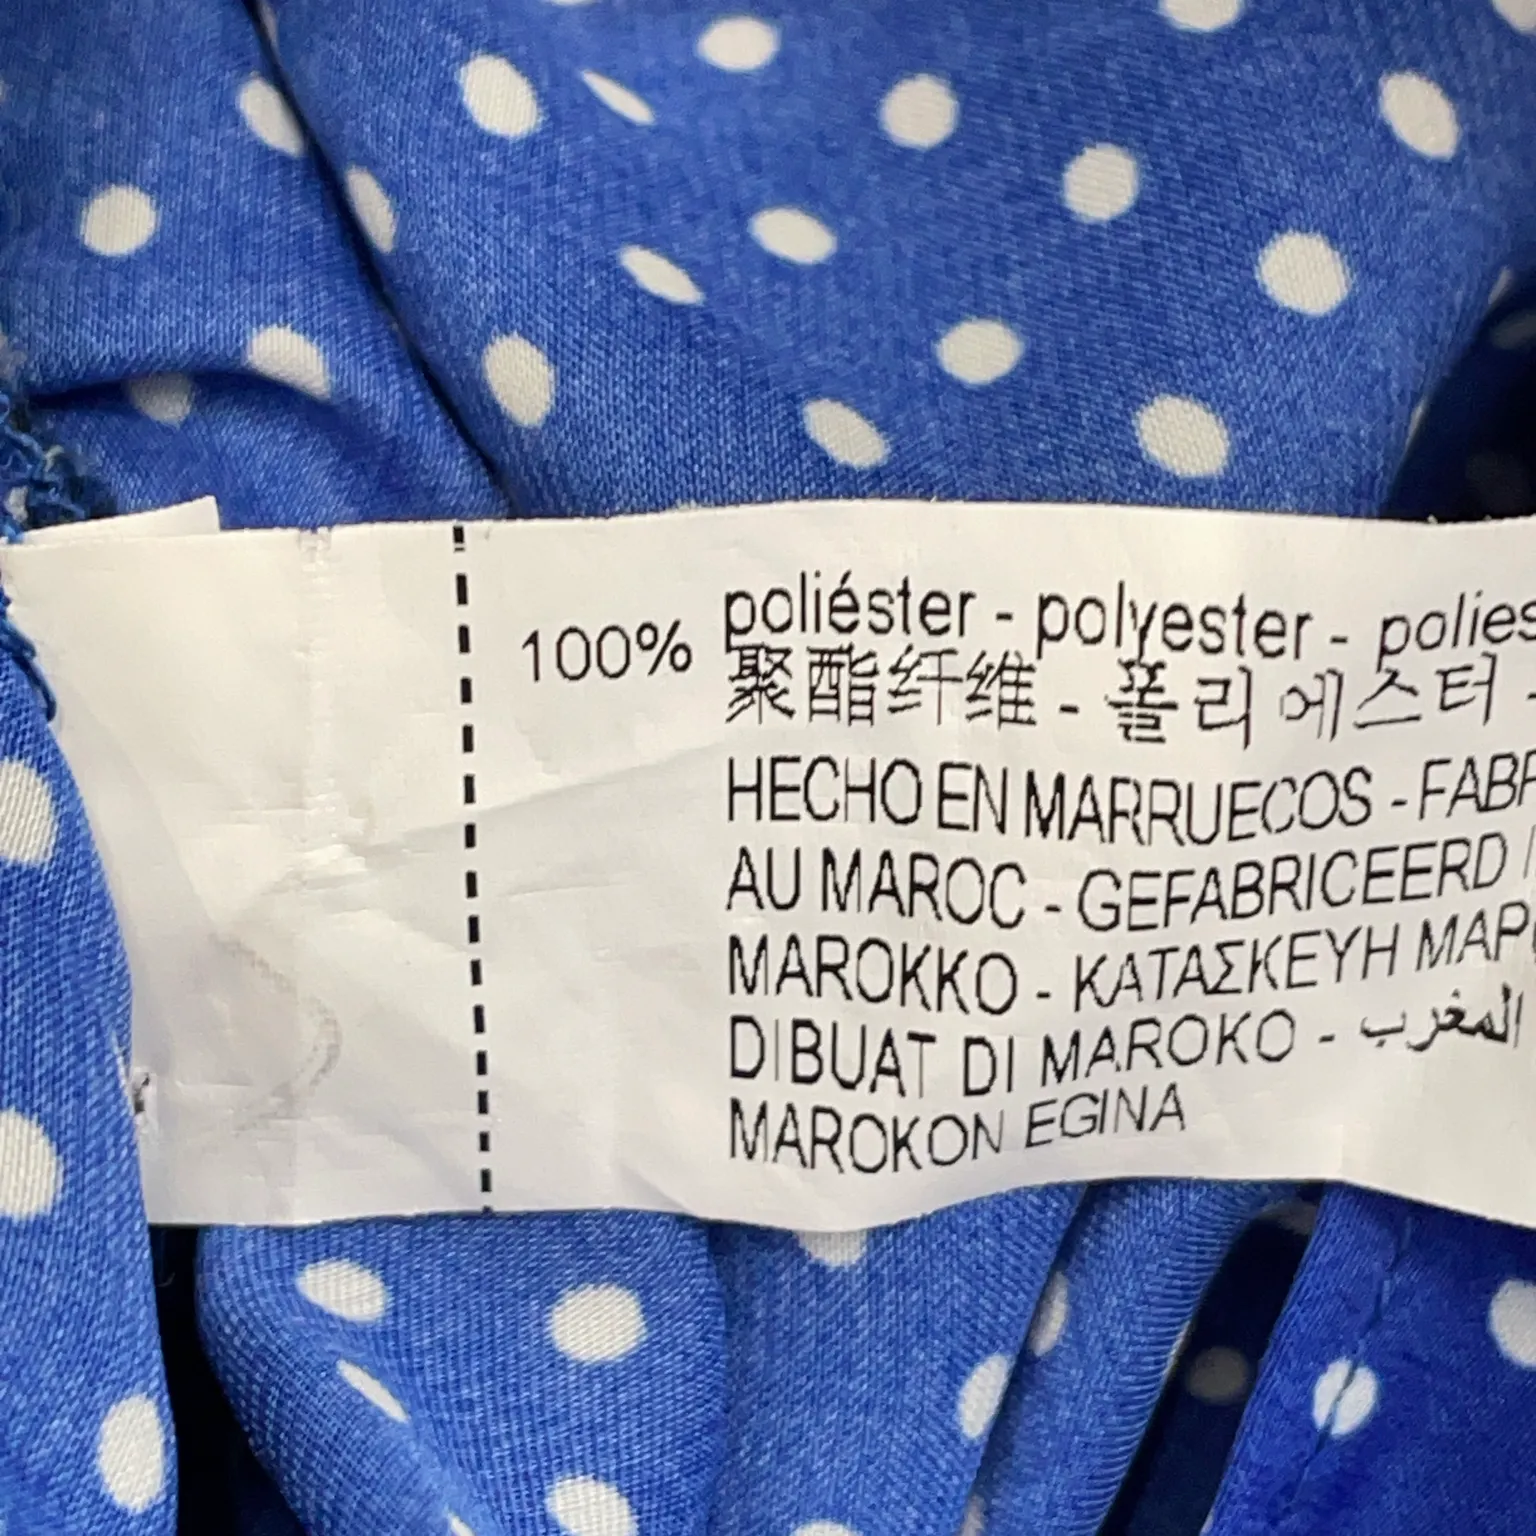 100% poliéster - polyester - polies
聚酯纤维 - 폴리에스터 -
HECHO EN MARRUECOS - FABR
AU MAROC - GEFABRICEERD
MAROKKO - ΚΑΤΑΣΚΕΥΗ ΜΑΡ
DIBUAT DI MAROKO - المغرب
MAROKON EGINA